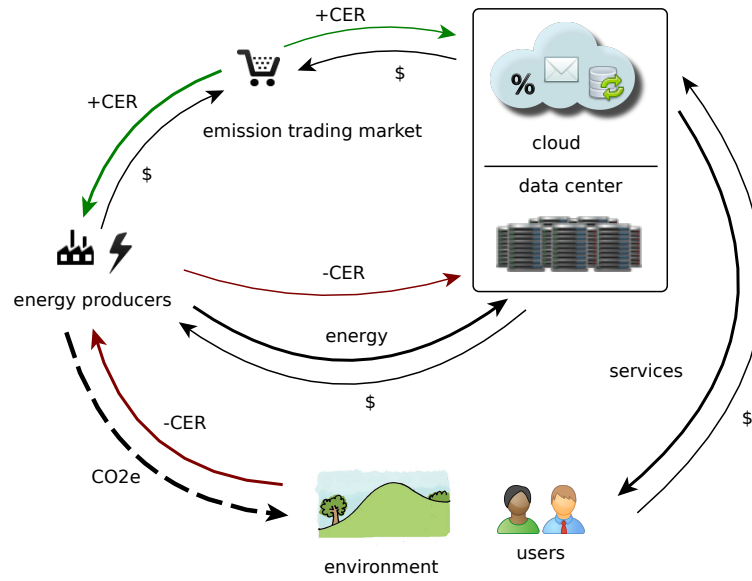 +CER
$
+CER
emission trading market
%
cloud
$
data center
-CER
energy producers
energy
$
services
$
-CER
CO2e
users
environment